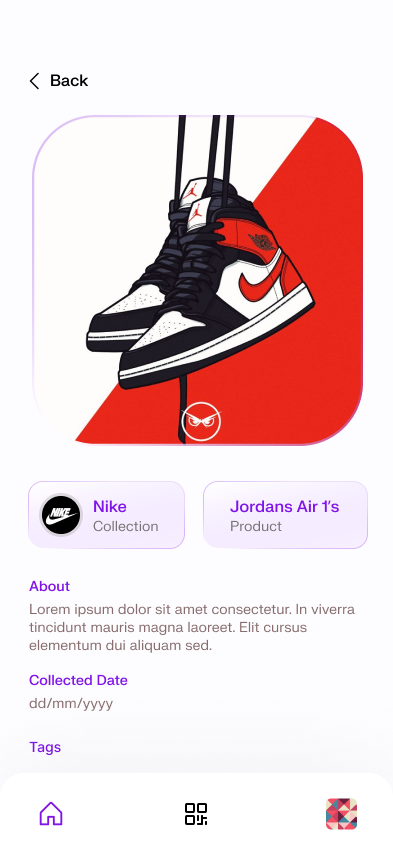 Back
NIKE
Nike
Collection
Jordans Air 1's
Product
About
Lorem ipsum dolor sit amet consectetur. In viverra
tincidunt mauris magna laoreet. Elit cursus
elementum dui aliquam sed.
Collected Date
dd/mm/yyyy
Tags